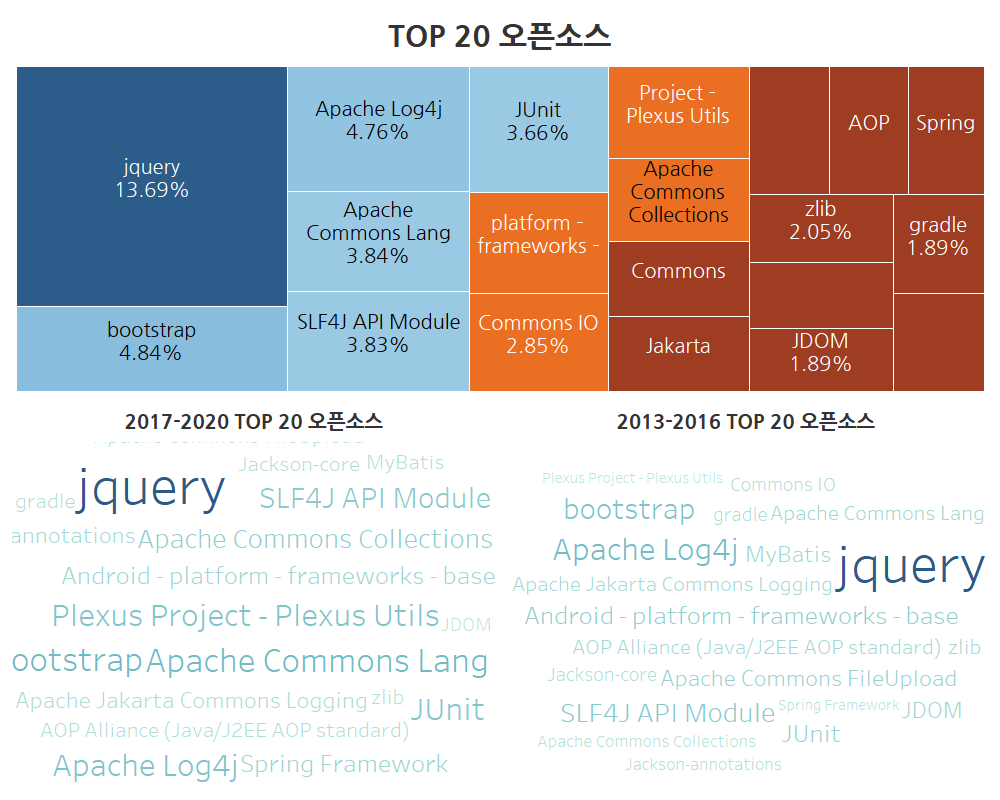 TOP 20 오픈소스
jquery
13.69%
bootstrap
4.84%
Apache Log4j
4.76%
Apache
Commons Lang
3.84%
SLF4J API Module
3.83%
JUnit
3.66%
platform -
frameworks -
Commons IO
2.85%
Project -
Plexus Utils
Apache
Commons
Collections
Commons
Jakarta
AOP
Spring
zlib
2.05%
gradle
1.89%
JDOM
1.89%
2017-2020 TOP 20 오픈소스
Apache Commons FileUpload
Jackson-core
MyBatis
jquery
SLF4J API Module
gradle
annotations
Apache Commons Collections
Android - platform - frameworks - base
Plexus Project - Plexus Utils
JDOM
ootstrap
Apache Commons Lang
Apache Jakarta Commons Logging
zlib
JUnit
AOP Alliance (Java/J2EE AOP standard)
Apache Log4j
Spring Framework
2013-2016 TOP 20 오픈소스
Plexus Project - Plexus Utils
Commons IO
bootstrap
gradle
Apache Commons Lang
Apache Log4j
MyBatis
jquery
Apache Jakarta Commons Logging
Android - platform - frameworks - base
AOP Alliance (Java/J2EE AOP standard)
zlib
Jackson-core
Apache Commons FileUpload
Spring Framework
JDOM
SLF4J API Module
JUnit
Apache Commons Collections
Jackson-annotations